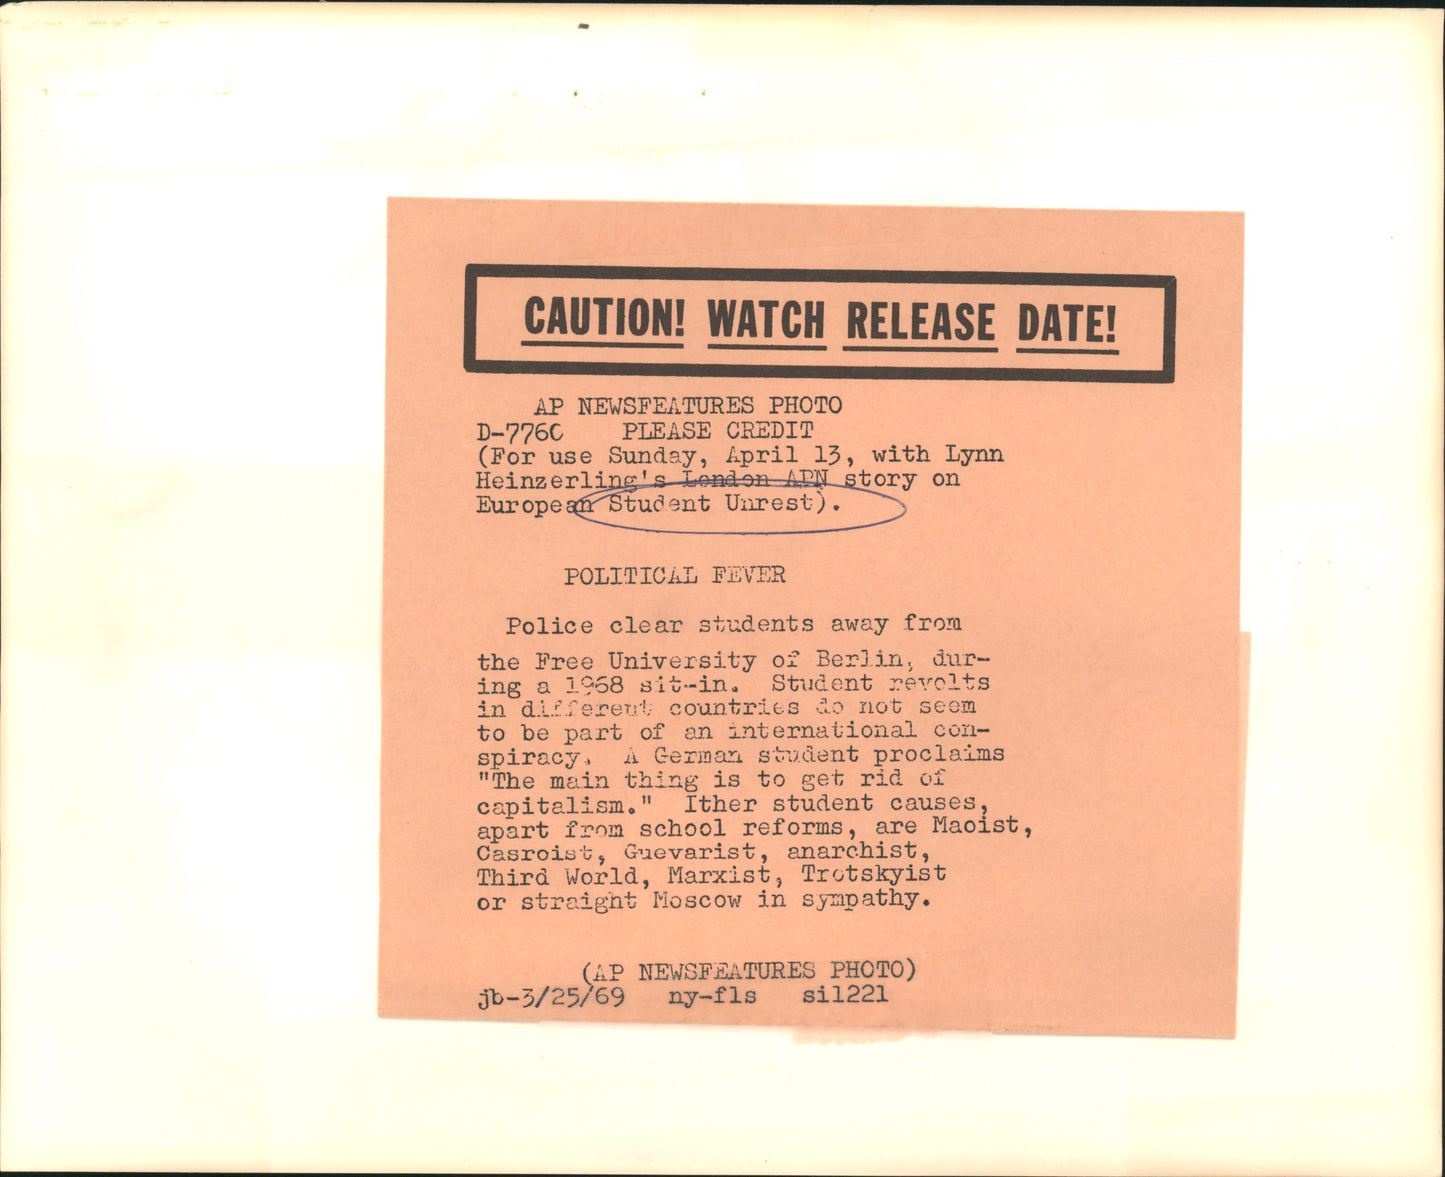 CAUTION! WATCH RELEASE DATE!
AP NEWSFEATURES PHOTO
D-7760 PLEASE CREDIT
(For use Sunday, April 13, with Lynn
Heinzerling's London APN story on
European Student Unrest).
POLITICAL FEVER
Police clear students away from
the Free University of Berlin, dur-
ing a 1968 sit-in. Student revolts
in different countries do not seem
to be part of an international con-
spiracy. A German student proclaims
"The main thing is to get rid of
capitalism." Ither student causes,
apart from school reforms, are Maoist,
Casroist, Guevarist, anarchist,
Third World, Marxist, Trotskyist
or straight Moscow in sympathy.
(AP NEWSFEATURES PHOTO)
jb-3/25/69 ny-fls sil221